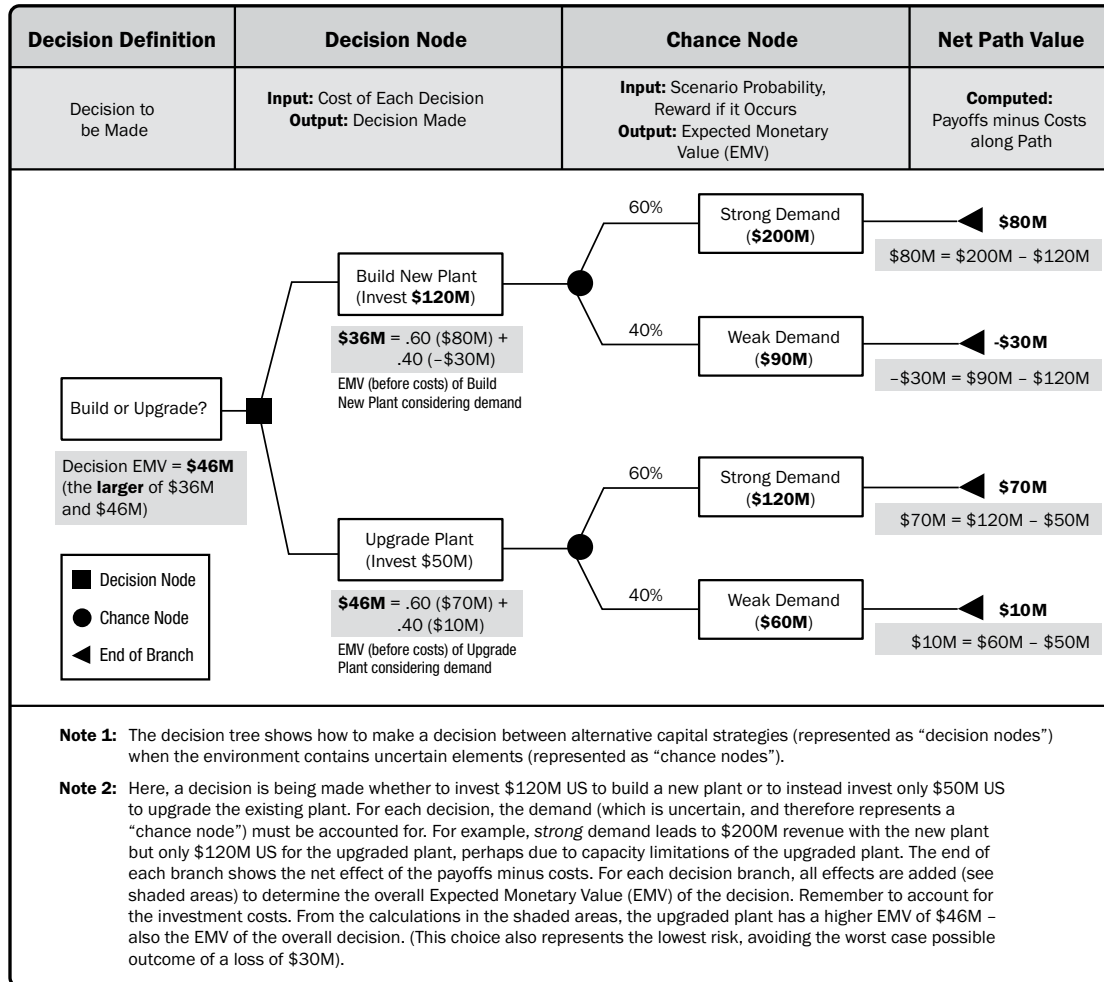 Decision Definition
Decision Node
Chance Node
Net Path Value
Decision to
be Made
Input: Cost of Each Decision
Output: Decision Made
Input: Scenario Probability,
Reward if it Occurs
Output: Expected Monetary
Value (EMV)
Computed:
Payoffs minus Costs
along Path
Build or Upgrade?
Decision EMV = $46M
(the larger of $36M
and $46M)
Build New Plant
(Invest $120M)
$36M = .60 ($80M) +
.40 (–$30M)
EMV (before costs) of Build
New Plant considering demand
60%
Strong Demand
($200M)
$80M
$80M = $200M – $120M
40%
Weak Demand
($90M)
-$30M
–$30M = $90M – $120M
Upgrade Plant
(Invest $50M)
$46M = .60 ($70M) +
.40 ($10M)
EMV (before costs) of Upgrade
Plant considering demand
60%
Strong Demand
($120M)
$70M
$70M = $120M – $50M
40%
Weak Demand
($60M)
$10M
$10M = $60M – $50M
Decision Node
Chance Node
End of Branch
Note 1: The decision tree shows how to make a decision between alternative capital strategies (represented as “decision nodes”)
when the environment contains uncertain elements (represented as “chance nodes”).
Note 2: Here, a decision is being made whether to invest $120M US to build a new plant or to instead invest only $50M US
to upgrade the existing plant. For each decision, the demand (which is uncertain, and therefore represents a
“chance node”) must be accounted for. For example, strong demand leads to $200M revenue with the new plant
but only $120M US for the upgraded plant, perhaps due to capacity limitations of the upgraded plant. The end of
each branch shows the net effect of the payoffs minus costs. For each decision branch, all effects are added (see
shaded areas) to determine the overall Expected Monetary Value (EMV) of the decision. Remember to account for
the investment costs. From the calculations in the shaded areas, the upgraded plant has a higher EMV of $46M –
also the EMV of the overall decision. (This choice also represents the lowest risk, avoiding the worst case possible
outcome of a loss of $30M).